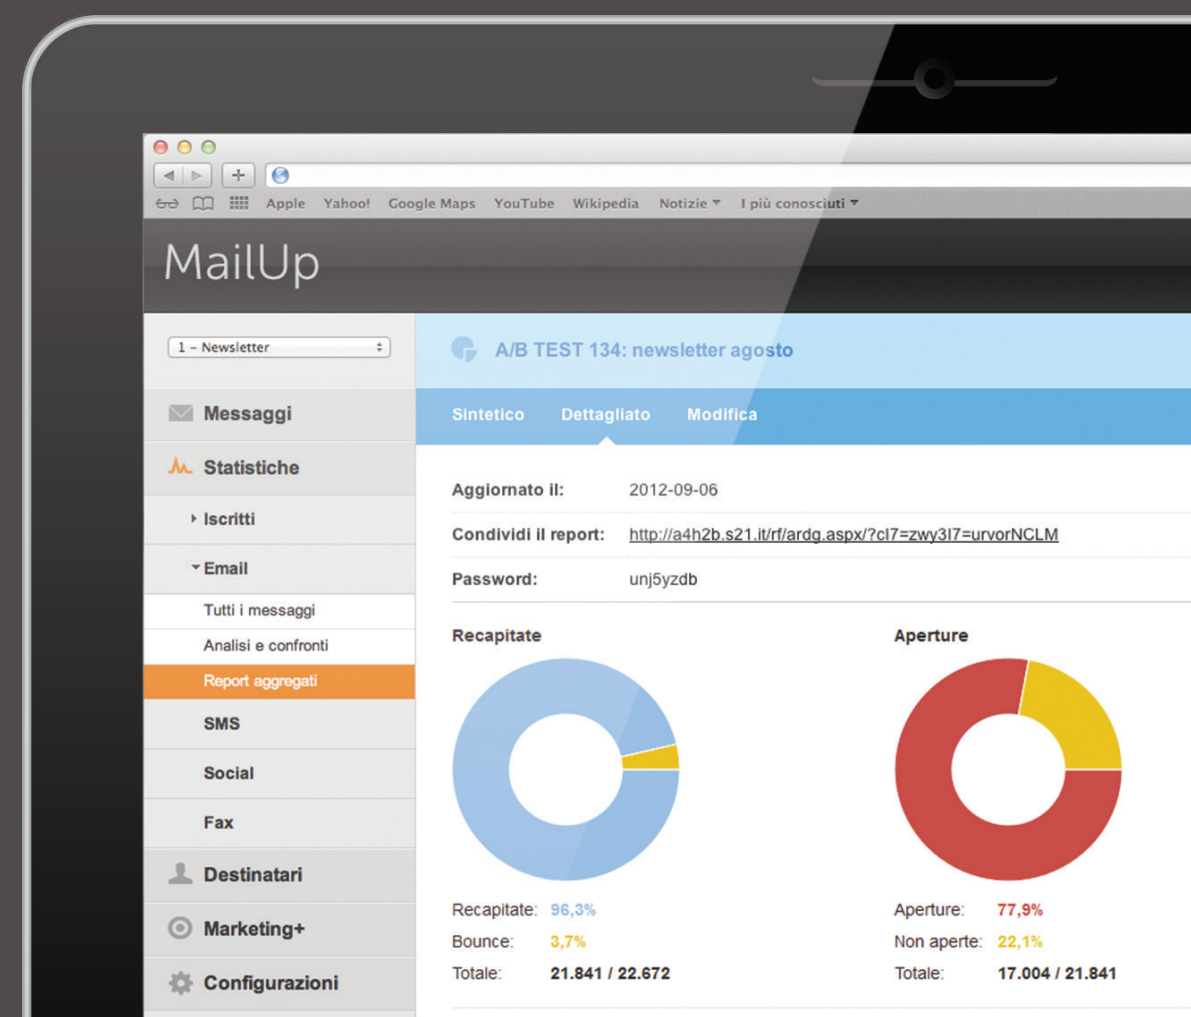 Apple Yahoo! Google Maps YouTube Wikipedia Notizie I più conosciuti
MailUp
1 – Newsletter
A/B TEST 134: newsletter agosto
Messaggi
Sintetico Dettagliato Modifica
Statistiche
Iscritti
Email
Tutti i messaggi
Analisi e confronti
Report aggregati
SMS
Social
Fax
Destinatari
Marketing+
Configurazioni
Aggiornato il: 2012-09-06
Condividi il report: http://a4h2b.s21.it/rf/ardg.aspx/?cI7=zwy3I7=urvorNCLM
Password: unj5yzdb
Recapitate
Recapitate: 96,3%
Bounce: 3,7%
Totale: 21.841 / 22.672
Aperture
Aperture: 77,9%
Non aperte: 22,1%
Totale: 17.004 / 21.841